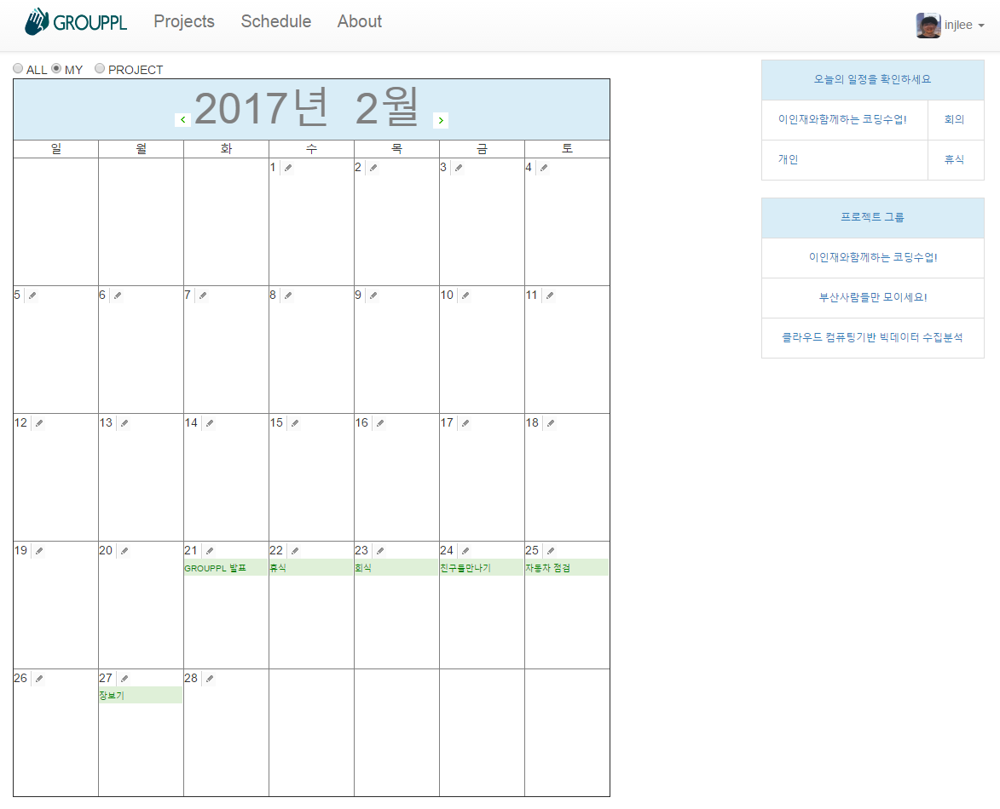 GROUPPL Projects Schedule About injlee
ALL MY PROJECT
2017년 2월
일 월 화 수 목 금 토
1 2 3 4
5 6 7 8 9 10 11
12 13 14 15 16 17 18
19 20 21 22 23 24 25
GROUPPL 발표 휴식 회식 친구들만나기 자동차 점검
26 27 28
장보기
오늘의 일정을 확인하세요
이인재와함께하는 코딩수업! 회의
개인 휴식
프로젝트 그룹
이인재와함께하는 코딩수업!
부산사람들만 모이세요!
클라우드 컴퓨팅기반 빅데이터 수집분석